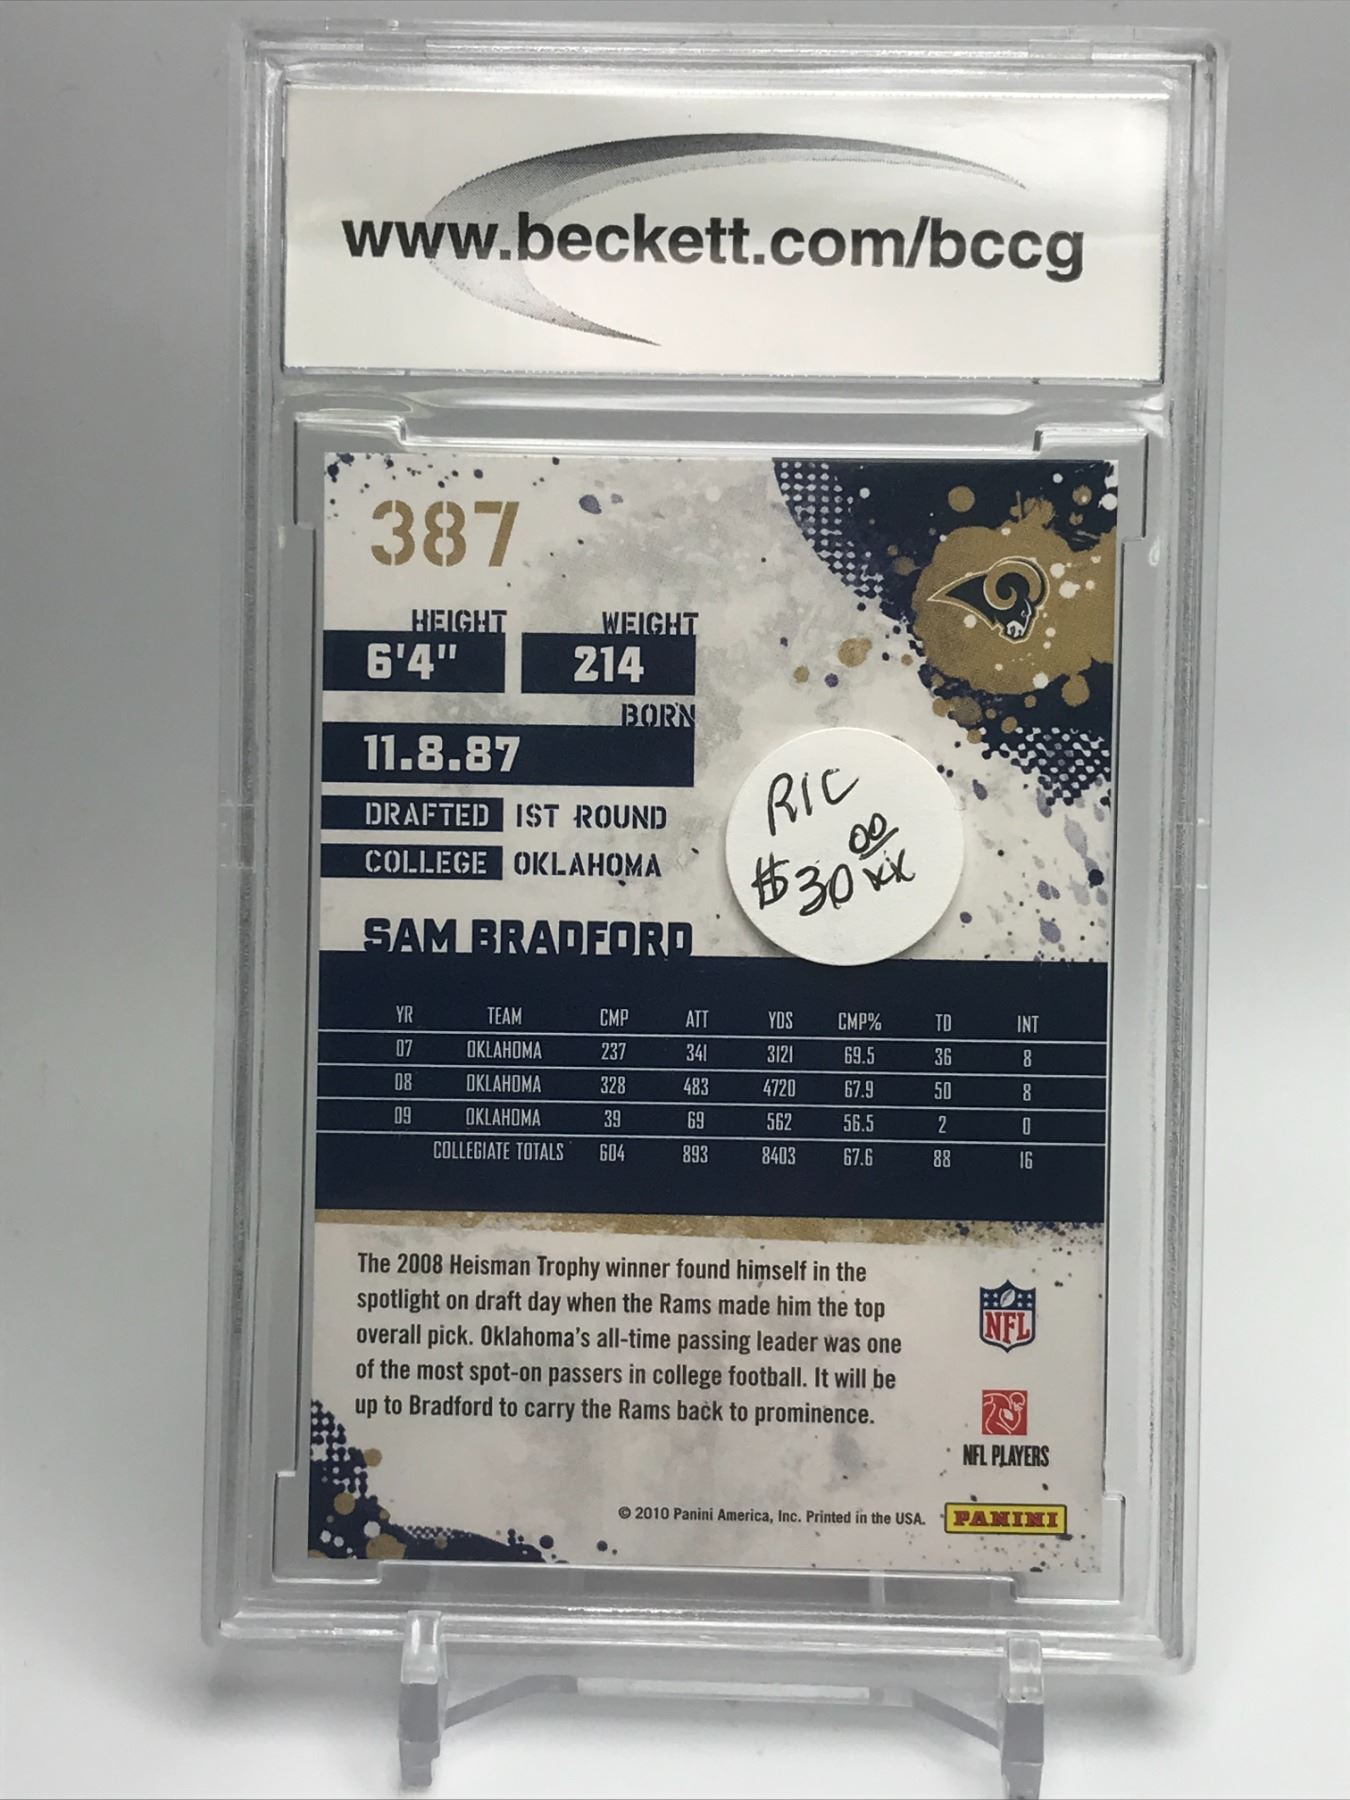 www.beckett.com/bccg
387
HEIGHT WEIGHT
6'4" 214
BORN
11.8.87
DRAFTED 1ST ROUND
COLLEGE OKLAHOMA
RIC
$30 00
xx
SAM BRADFORD
YR TEAM CMP ATT YDS CMP% TD INT
07 OKLAHOMA 237 341 3121 69.5 36 8
08 OKLAHOMA 328 483 4720 67.9 50 8
09 OKLAHOMA 39 69 562 56.5 2 0
COLLEGIATE TOTALS 604 893 8403 67.6 88 16
The 2008 Heisman Trophy winner found himself in the
spotlight on draft day when the Rams made him the top
overall pick. Oklahoma's all-time passing leader was one
of the most spot-on passers in college football. It will be
up to Bradford to carry the Rams back to prominence.
NFL
NFL PLAYERS
© 2010 Panini America, Inc. Printed in the USA.
PANINI